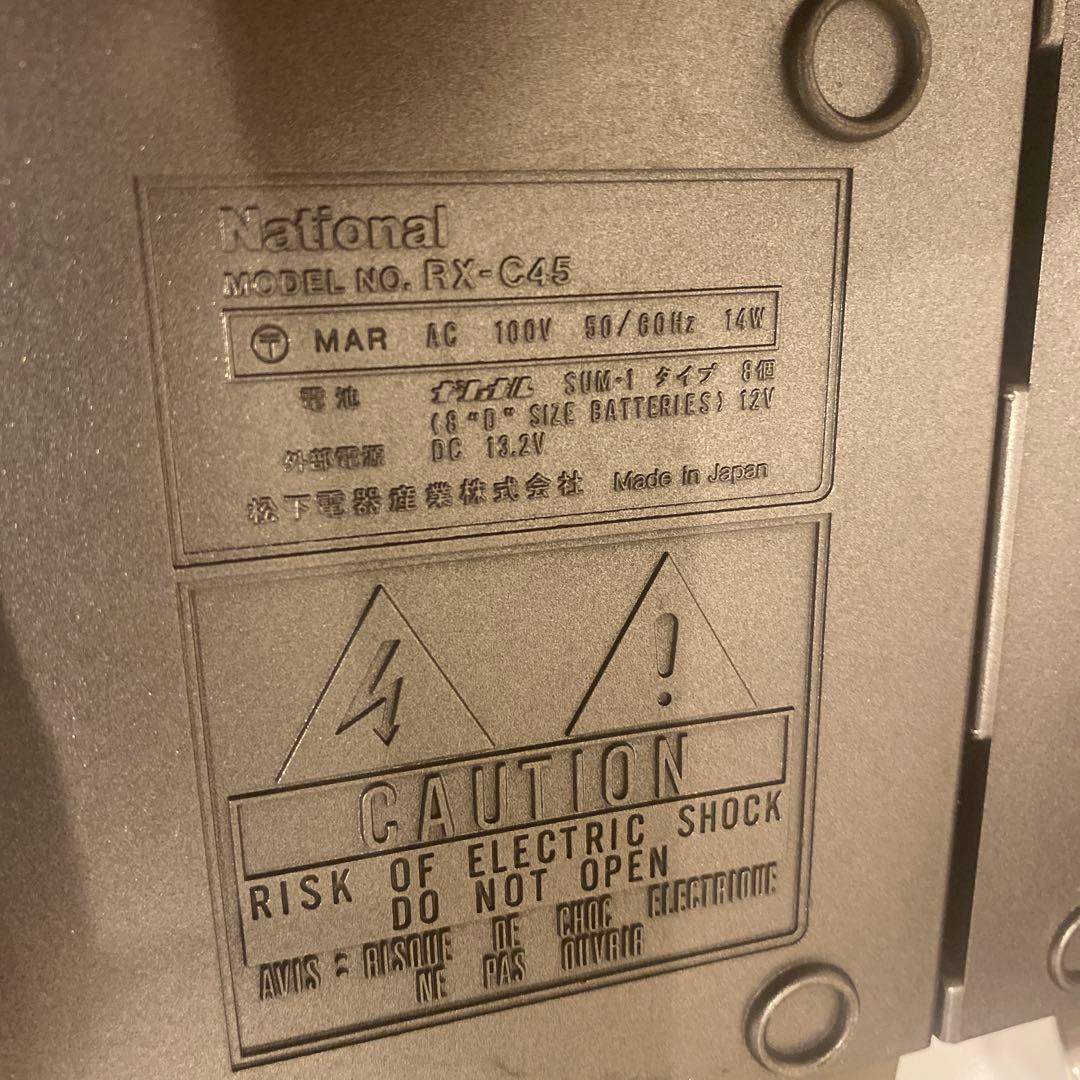 National
MODEL NO. RX-C45
〒 MAR AC 100V 50/60Hz 14W
電池 ナショナル SUM-1 タイプ 8個
(8 "D" SIZE BATTERIES) 12V
外部電源 DC 13.2V
松下電器産業株式会社 Made in Japan
!
CAUTION
RISK OF ELECTRIC SHOCK
DO NOT OPEN
AVIS : RISQUE DE CHOC ELECTRIQUE
NE PAS OUVRIR